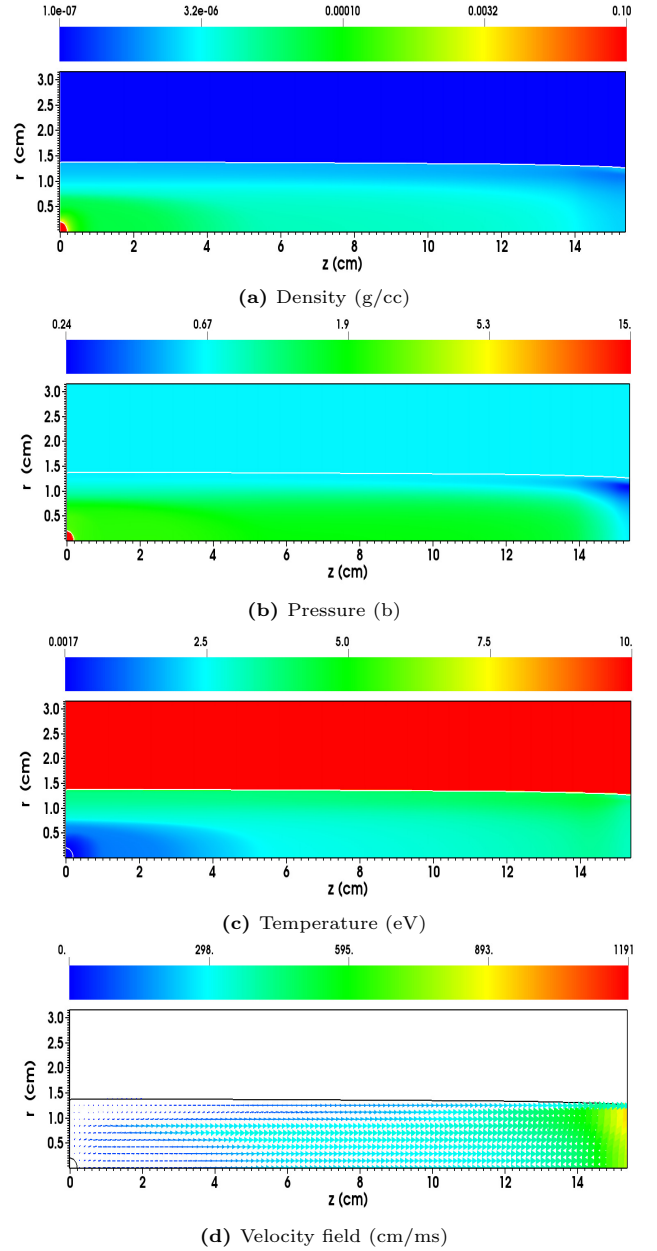 1.0e-07 3.2e-06 0.00010 0.0032 0.10
r (cm)
3.0
2.5
2.0
1.5
1.0
0.5
0 2 4 6 8 10 12 14
z (cm)
(a) Density (g/cc)
0.24 0.67 1.9 5.3 15.
r (cm)
3.0
2.5
2.0
1.5
1.0
0.5
0 2 4 6 8 10 12 14
z (cm)
(b) Pressure (b)
0.0017 2.5 5.0 7.5 10.
r (cm)
3.0
2.5
2.0
1.5
1.0
0.5
0 2 4 6 8 10 12 14
z (cm)
(c) Temperature (eV)
0. 298. 595. 893. 1191
r (cm)
3.0
2.5
2.0
1.5
1.0
0.5
0 2 4 6 8 10 12 14
z (cm)
(d) Velocity field (cm/ms)